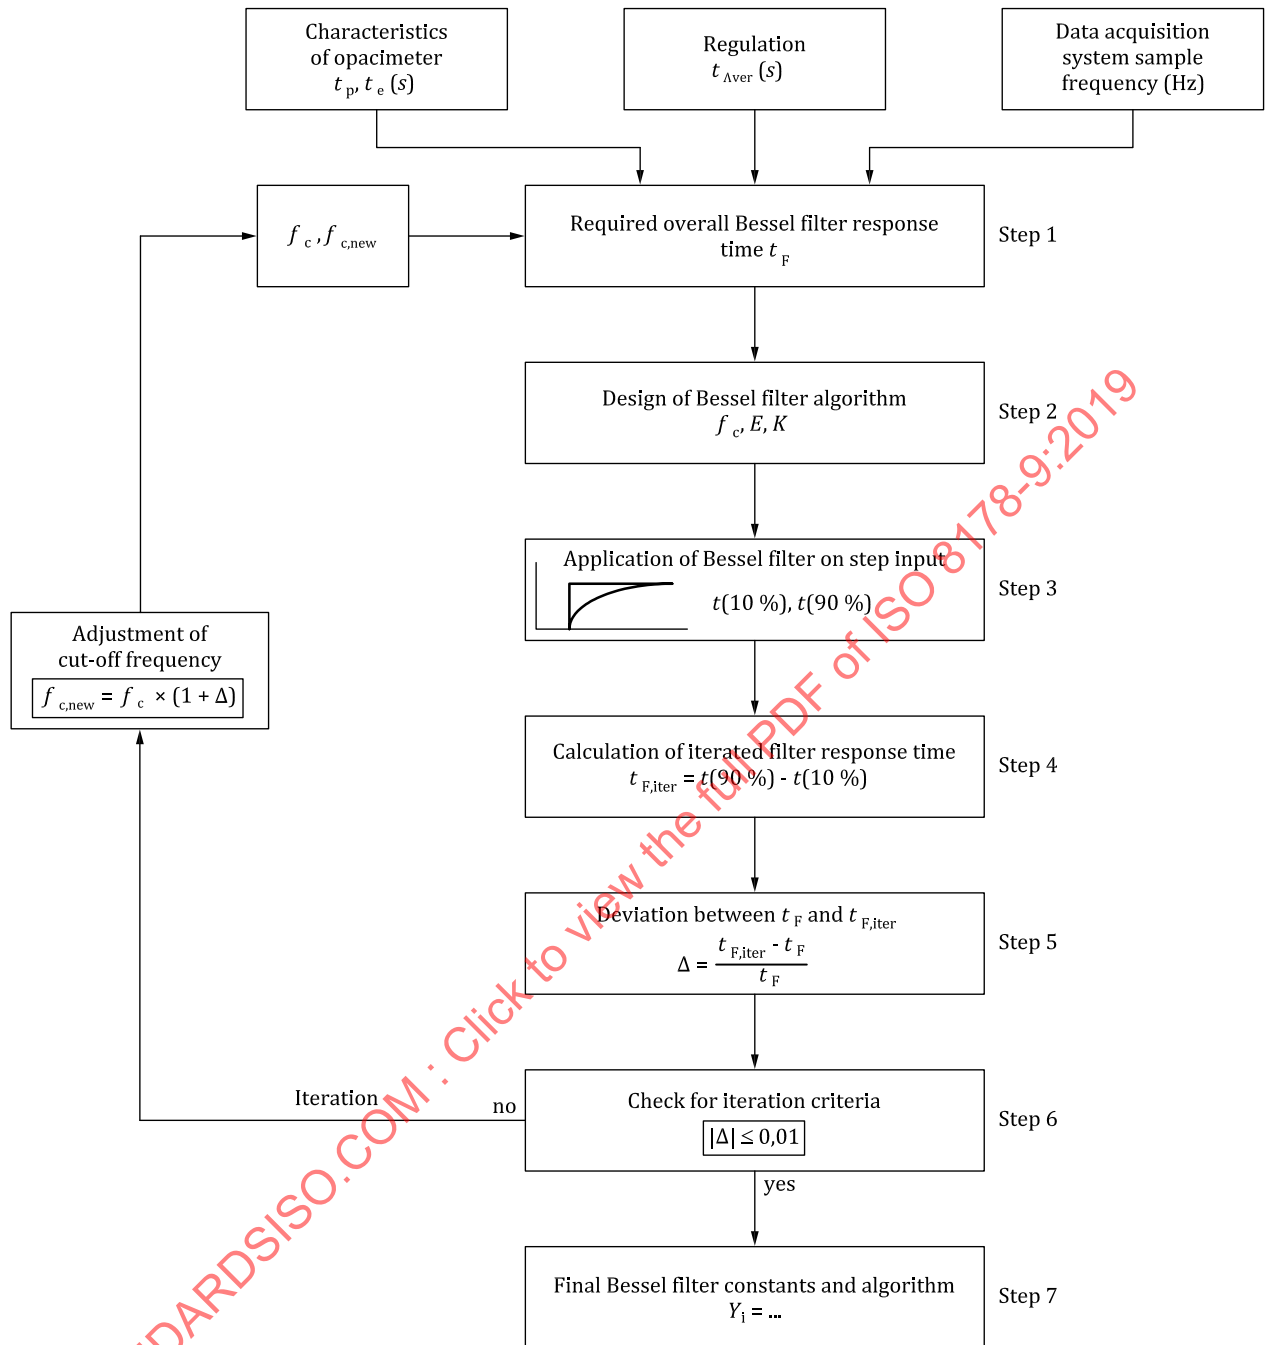 Characteristics
of opacimeter
t p, t e (s)
Regulation
t Aver (s)
Data acquisition
system sample
frequency (Hz)
f c , f c,new
Required overall Bessel filter response
time t F
Step 1
Design of Bessel filter algorithm
f c, E, K
Step 2
Application of Bessel filter on step input
t(10 %), t(90 %)
Step 3
Adjustment of
cut-off frequency
f c,new = f c × (1 + Δ)
Calculation of iterated filter response time
t F,iter = t(90 %) - t(10 %)
Step 4
Deviation between t F and t F,iter
Δ = t F,iter - t F
t F
Step 5
Iteration
no
Check for iteration criteria
|Δ| ≤ 0,01
Step 6
yes
Final Bessel filter constants and algorithm
Y i = ...
Step 7
DARDSISO.COM : Click to view the full PDF of ISO 8178-9:2019